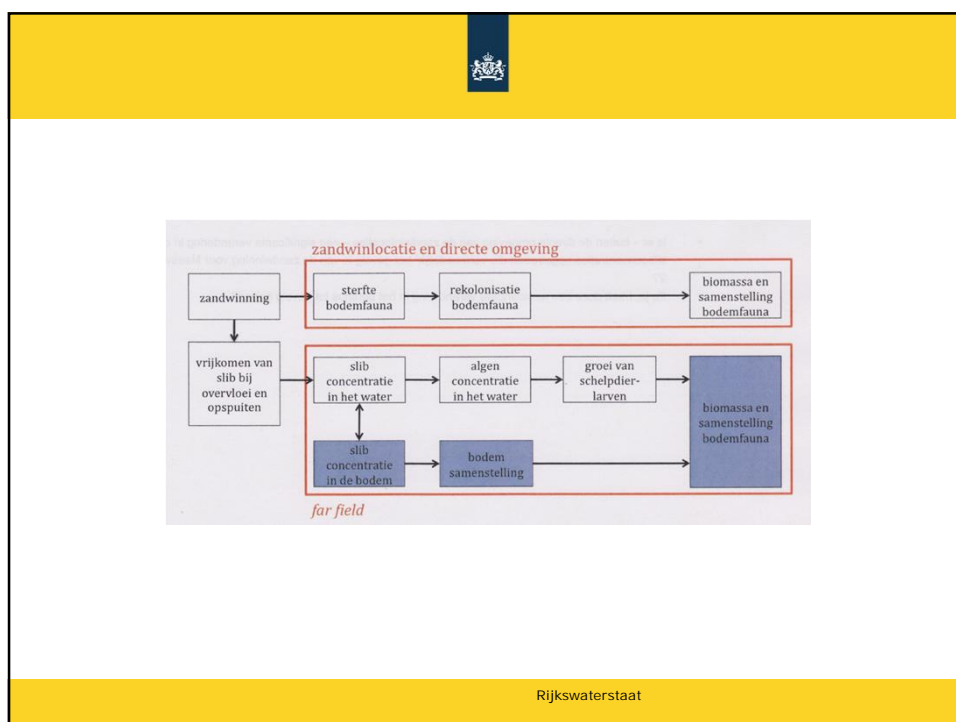 zandwinlocatie en directe omgeving
zandwinning
sterfte
bodemfauna
rekolonisatie
bodemfauna
biomassa en
samenstelling
bodemfauna
vrijkomen van
slib bij
overvloei en
opspuiten
slib
concentratie
in het water
algen
concentratie
in het water
groei van
schelpdier-
larven
biomassa en
samenstelling
bodemfauna
slib
concentratie
in de bodem
bodem
samenstelling
far field
Rijkswaterstaat